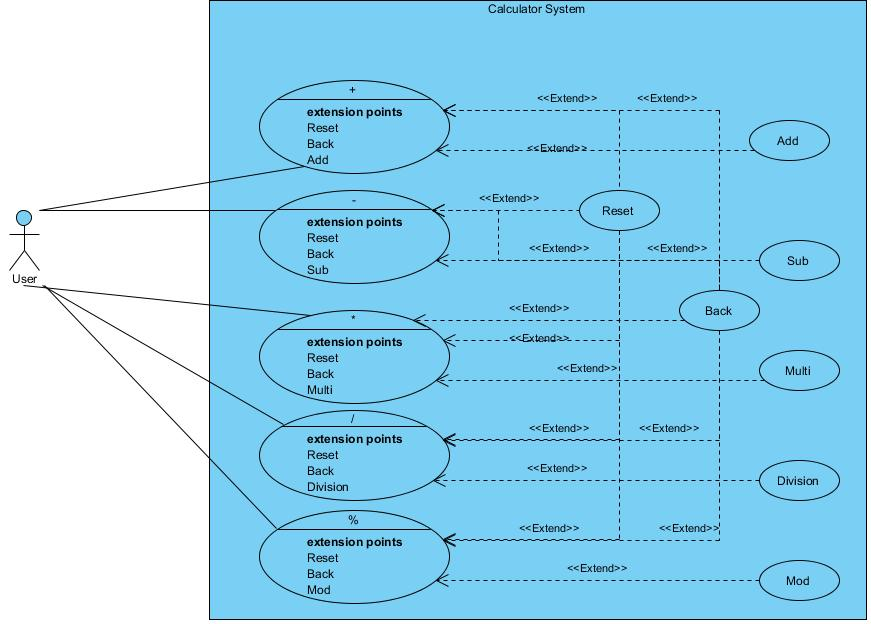 Calculator System
+
extension points
Reset
Back
Add
<<Extend>>
<<Extend>>
<<Extend>>
Add
-
extension points
Reset
Back
Sub
<<Extend>>
Reset
<<Extend>>
<<Extend>>
Sub
User
*
extension points
Reset
Back
Multi
<<Extend>>
Back
<<Extend>>
<<Extend>>
Multi
/
extension points
Reset
Back
Division
<<Extend>>
<<Extend>>
<<Extend>>
Division
%
extension points
Reset
Back
Mod
<<Extend>>
<<Extend>>
<<Extend>>
Mod